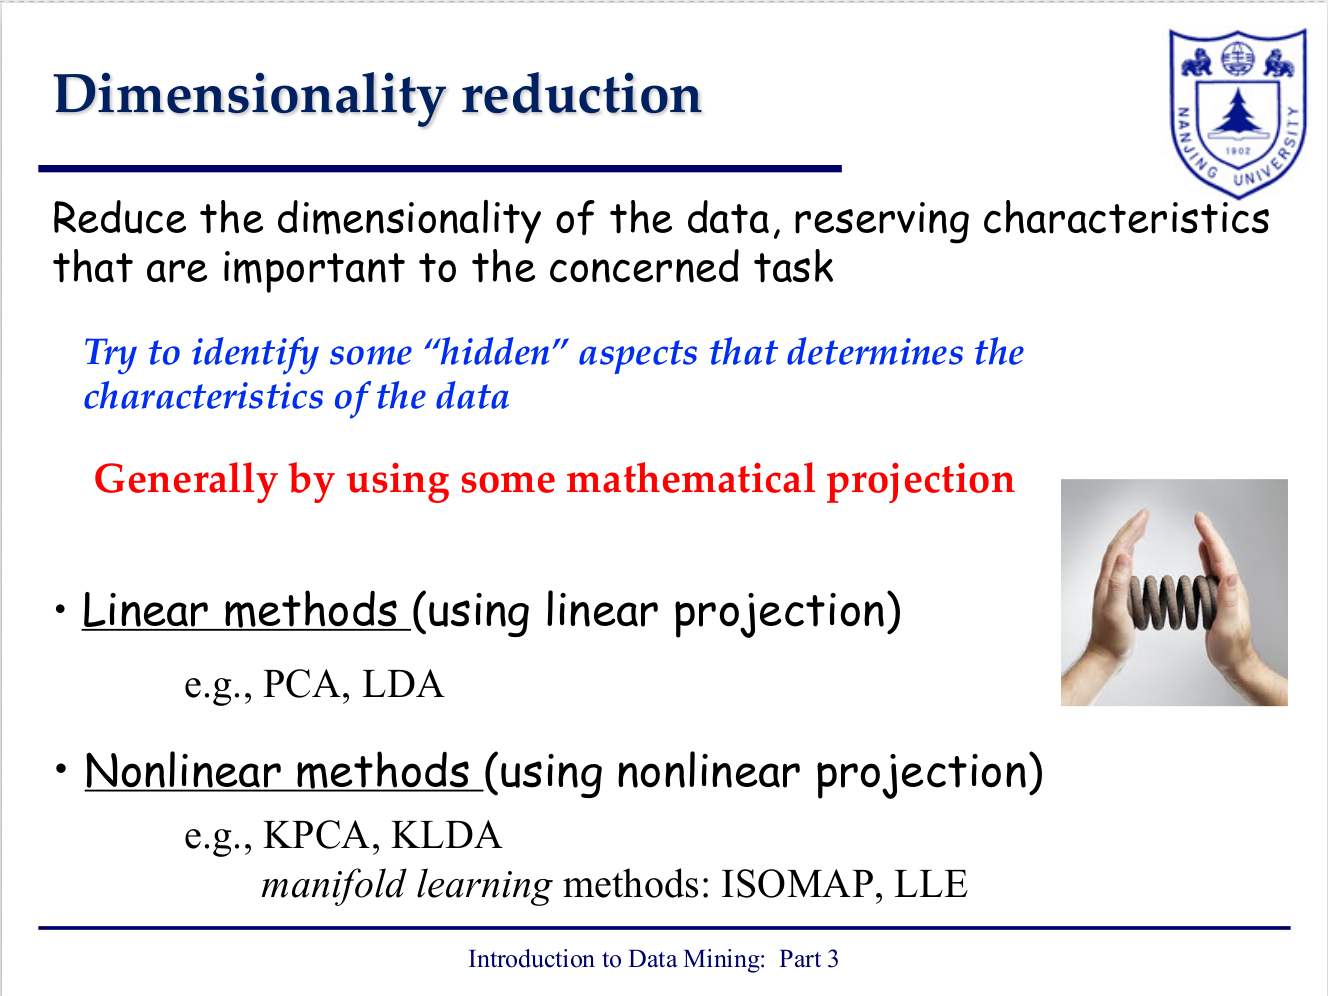 Dimensionality reduction
NANJING UNIVERSITY
1902
Reduce the dimensionality of the data, reserving characteristics
that are important to the concerned task
Try to identify some “hidden” aspects that determines the
characteristics of the data
Generally by using some mathematical projection
• Linear methods (using linear projection)
e.g., PCA, LDA
• Nonlinear methods (using nonlinear projection)
e.g., KPCA, KLDA
manifold learning methods: ISOMAP, LLE
Introduction to Data Mining: Part 3